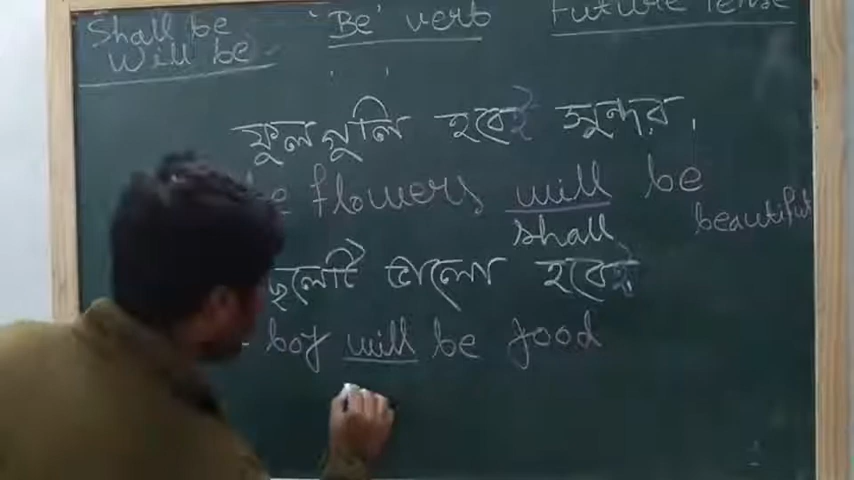 Shall be 'Be' verb Future Tense
Will be
ফুলগুলি হবে সুন্দর
flowers will be
shall beautiful
ছেলেটি ভালো হবে
boy will be good